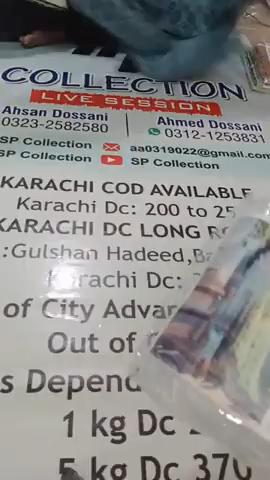 COLLECTION
LIVE SESSION
Ahsan Dossani
0323-2582580
Ahmed Dossani
0312-1253831
SP Collection
aa0319022@gmail.com
SP Collection
SP Collection
KARACHI COD AVAILABLE
Karachi Dc: 200 to 25
KARACHI DC LONG
:Gulshan Hadeed,
Karachi Dc:
of City
Out of
s
1 kg Dc
5 kg Dc 370